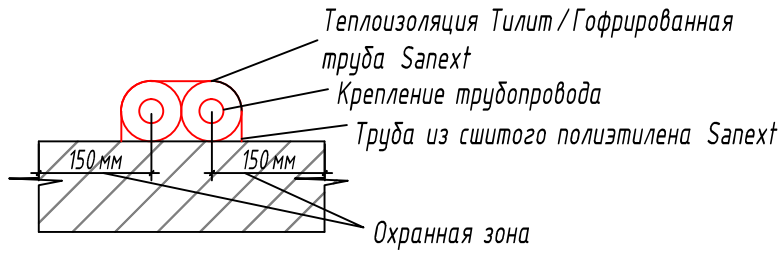 Теплоизоляция Тилит/Гофрированная
труба Sanext
Крепление трубопровода
Труба из сшитого полиэтилена Sanext
150 мм
150 мм
Охранная зона